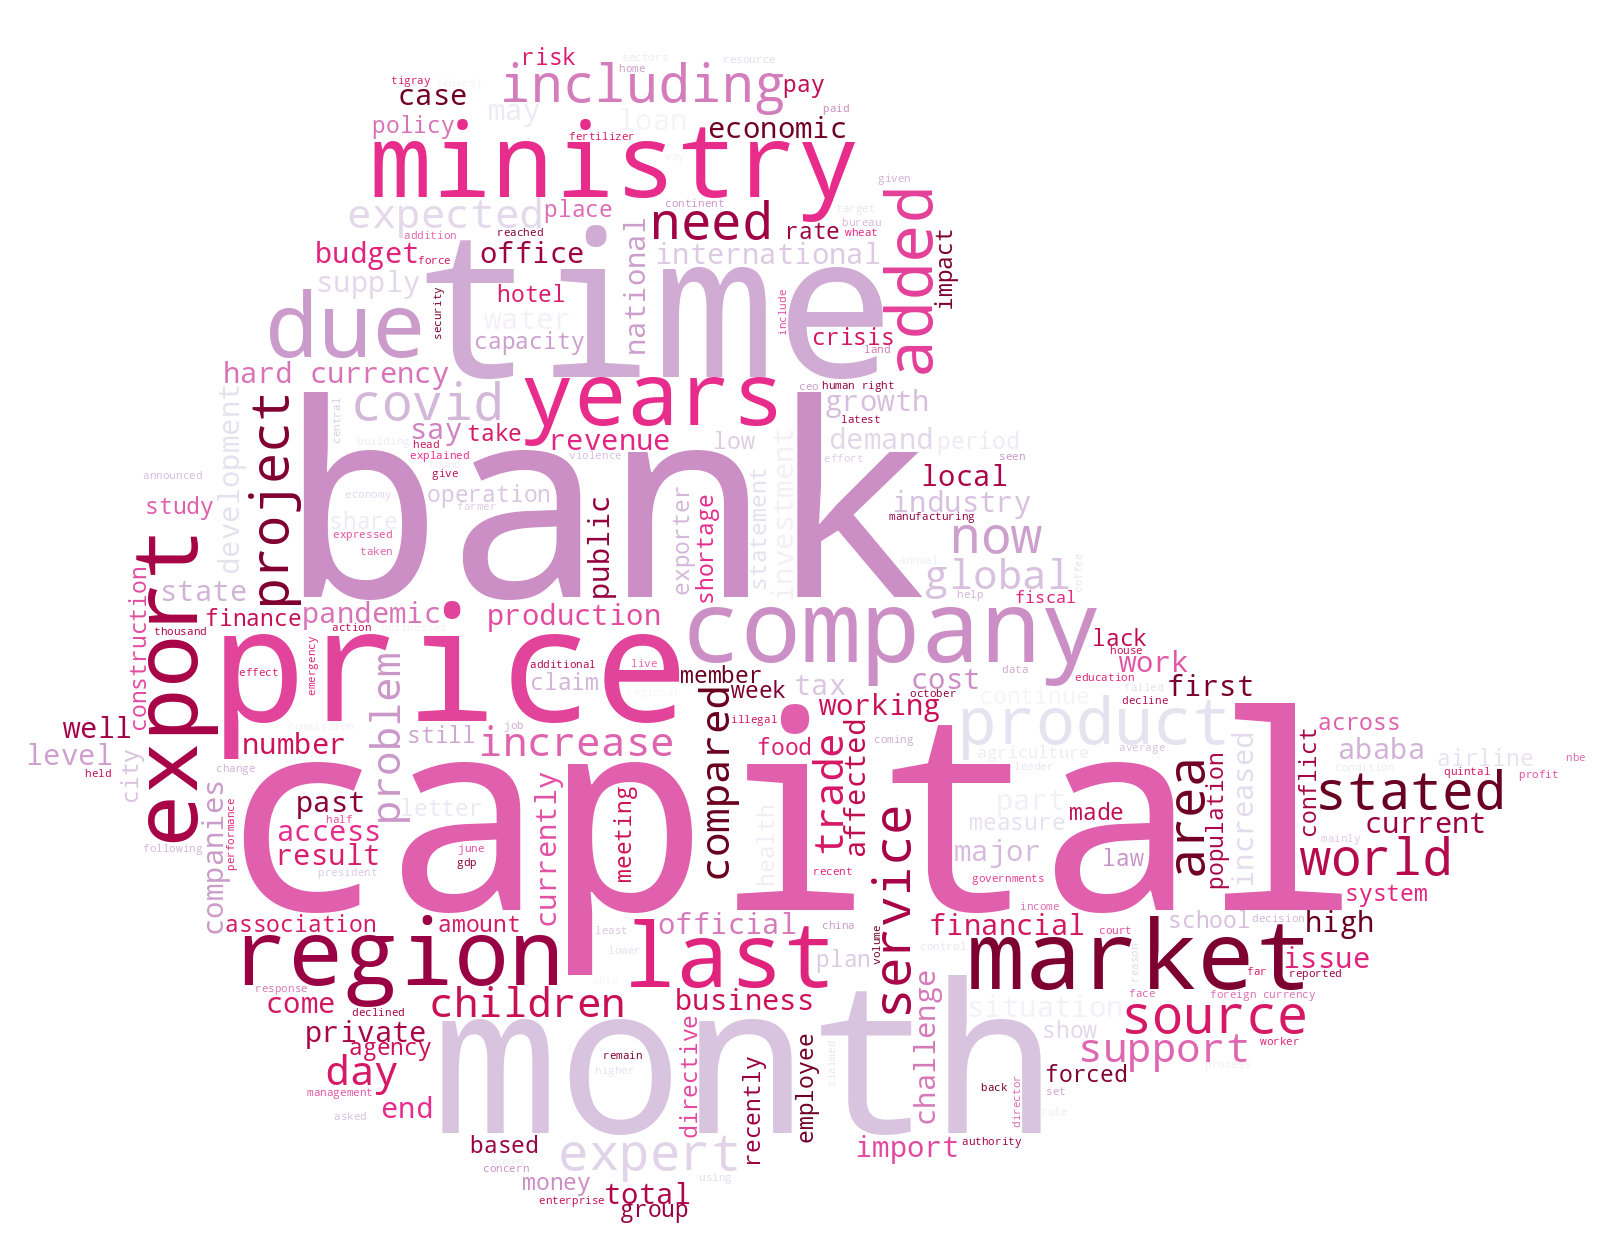 risk
sectors
resource
home
tigray
including
pay
case
may
loan
paid
policy
fertilizer
economic
ministry
way
given
continent
expected
place
need
added
target
bureau
addition
reached
rate
wheat
budget
force
office
national
international
impact
time
supply
security
hotel
include
due
water
capacity
crisis
land
hard currency
years
ceo
human right
covid
growth
development
project
central
say
take
revenue
low
latest
building
head
demand
period
explained
violence
investment
effort
seen
announced
give
bank
local
study
economy
operation
exporter
shortage
statement
industry
share
farmer
public
manufacturing
export
expressed
now
taken
annual
coffee
state
global
construction
help
fiscal
finance
pandemic
production
company
thousand
action
lack
price
emergency
house
effect
additional
live
member
work
claim
data
education
problem
regional
week
tax
cost
failed
first
october
continue
decline
well
job
compared
illegal
working
product
across
number
still
increase
food
trade
affected
coming
average
increased
conflict
ababa
level
city
held
change
agriculture
leader
airline
nbe
capital
condition
quintal
profit
companies
performance
past
letter
currently
meeting
health
service
part
made
area
population
stated
half
measure
current
access
mainly
following
result
june
gdp
major
law
world
president
recent
governments
system
association
amount
official
china
financial
income
school
decision
high
least
court
region
lower
last
plan
volume
control
market
reason
issue
far
reported
response
come
declined
children
business
challenge
situation
face
foreign currency
source
private
month
directive
show
agency
remain
support
worker
process
day
higher
recently
employee
claimed
forced
management
back
director
set
end
asked
rule
based
expert
import
authority
women
concern
money
using
enterprise
total
group